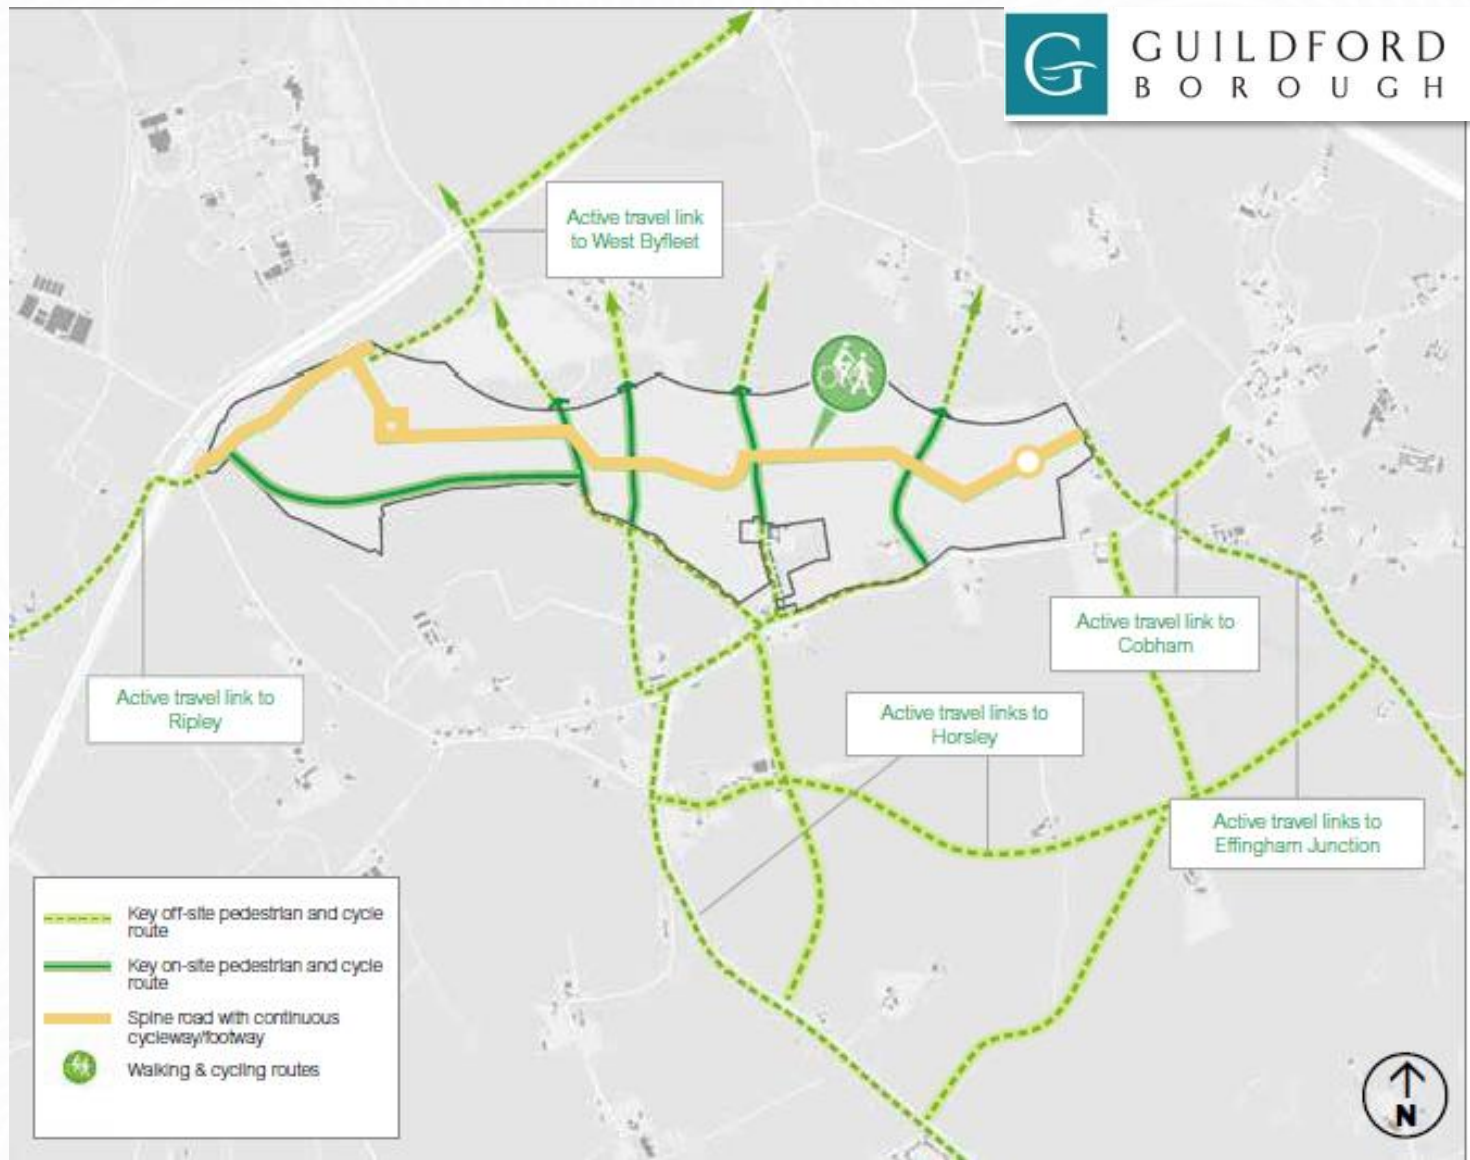 GUILDFORD
BOROUGH
Active travel link
to West Byfleet
Active travel link to
Cobham
Active travel link to
Ripley
Active travel links to
Horsley
Active travel links to
Effingham Junction
Key off-site pedestrian and cycle
route
Key on-site pedestrian and cycle
route
Spine road with continuous
cycleway/footway
Walking & cycling routes
N